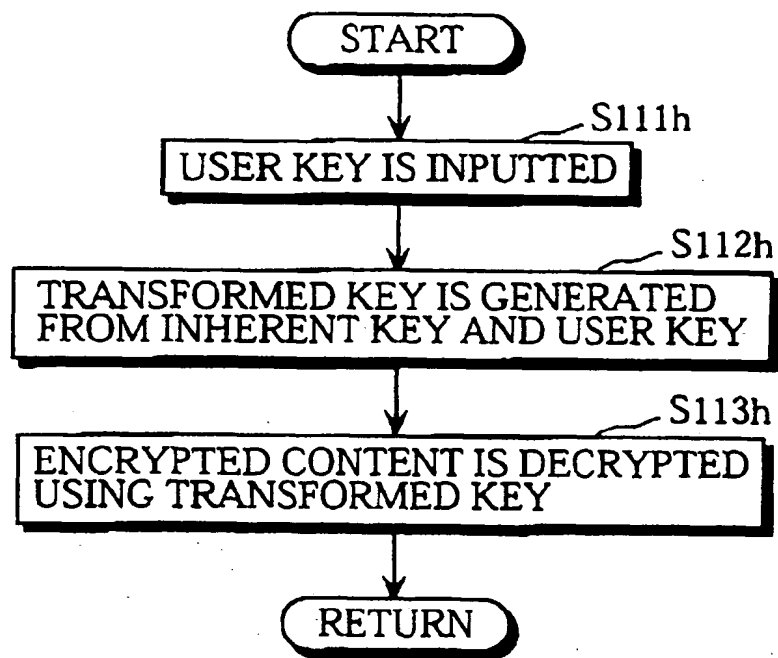 START
S111h
USER KEY IS INPUTTED
S112h
TRANSFORMED KEY IS GENERATED
FROM INHERENT KEY AND USER KEY
S113h
ENCRYPTED CONTENT IS DECRYPTED
USING TRANSFORMED KEY
RETURN